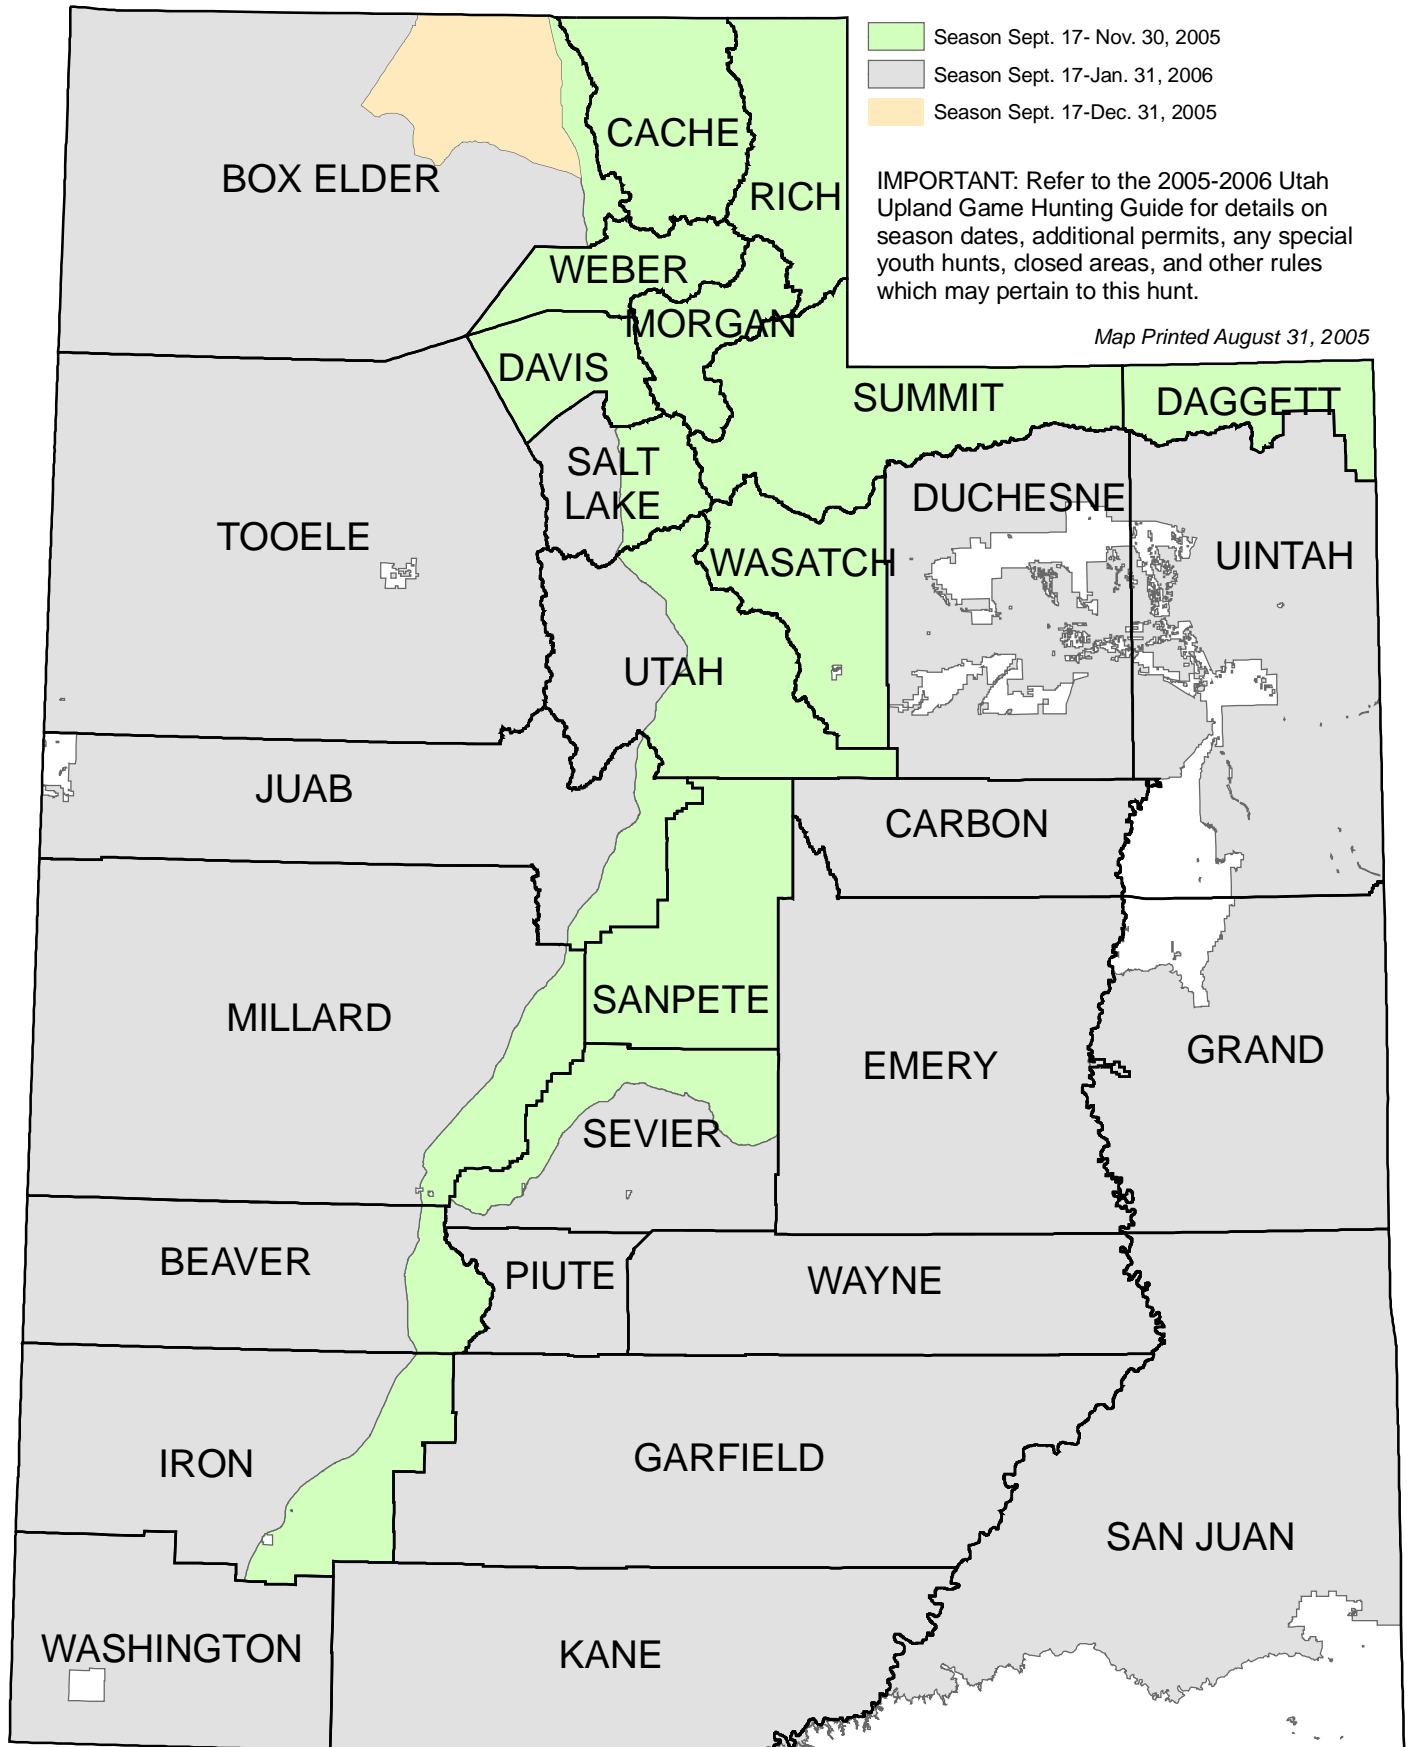 Season Sept. 17- Nov. 30, 2005
Season Sept. 17-Jan. 31, 2006
Season Sept. 17-Dec. 31, 2005
IMPORTANT: Refer to the 2005-2006 Utah
Upland Game Hunting Guide for details on
season dates, additional permits, any special
youth hunts, closed areas, and other rules
which may pertain to this hunt.
Map Printed August 31, 2005
CACHE
BOX ELDER
RICH
WEBER
MORGAN
DAVIS
SUMMIT
DAGGETT
SALT
LAKE
DUCHESNE
TOOELE
WASATCH
UINTAH
UTAH
JUAB
CARBON
SANPETE
MILLARD
GRAND
EMERY
SEVIER
BEAVER
PIUTE
WAYNE
IRON
GARFIELD
SAN JUAN
WASHINGTON
KANE